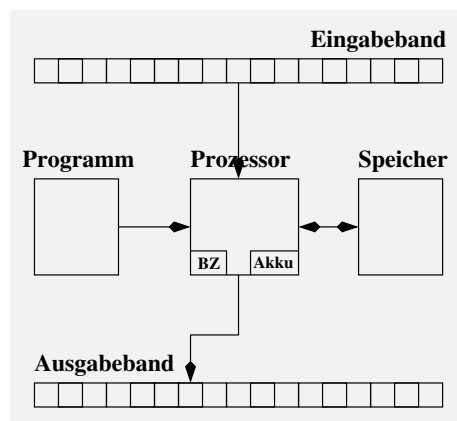 Eingabeband
Programm
Prozessor
Speicher
BZ
Akku
Ausgabeband